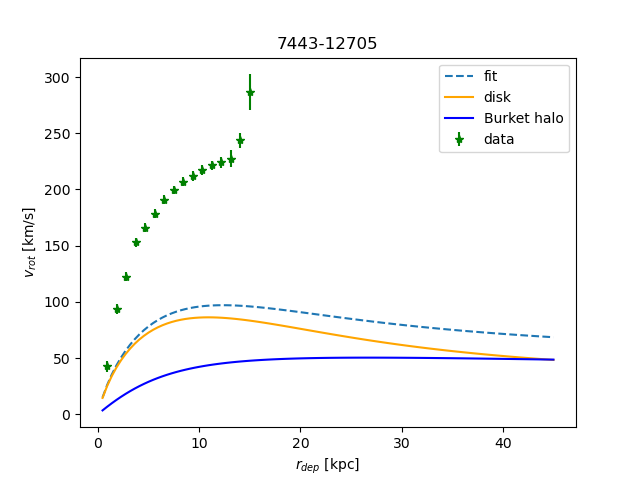 7443-12705
300
250
200
150
100
50
0
v_rot [km/s]
fit
disk
Burket halo
data
0 10 20 30 40
r_dep [kpc]